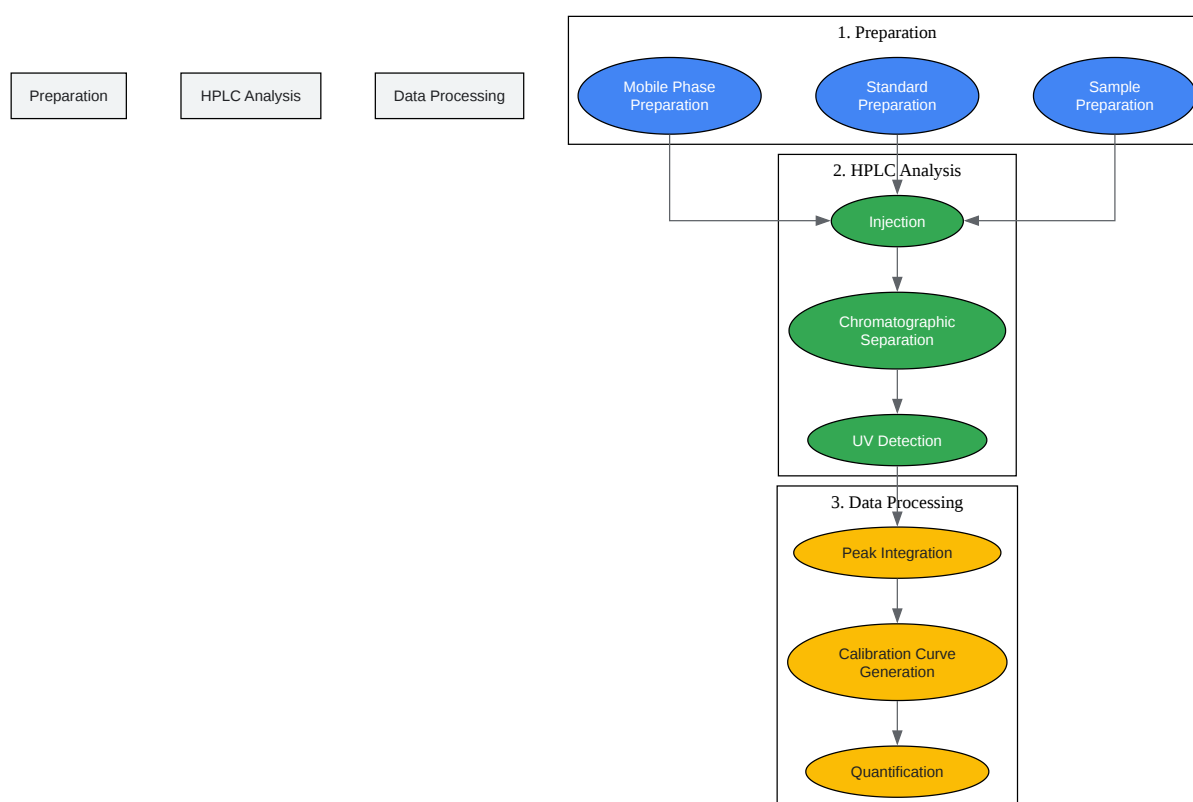 1. Preparation
Preparation
HPLC Analysis
Data Processing
Mobile Phase
Preparation
Standard
Preparation
Sample
Preparation
2. HPLC Analysis
Injection
Chromatographic
Separation
UV Detection
3. Data Processing
Peak Integration
Calibration Curve
Generation
Quantification